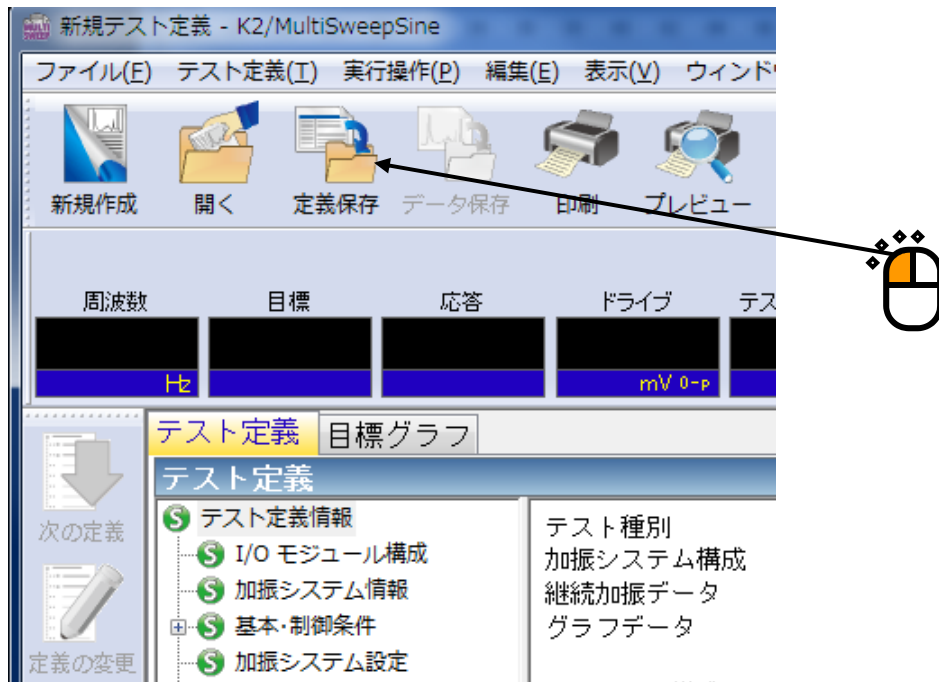 新規テスト定義 - K2/MultiSweepSine
ファイル(F) テスト定義(T) 実行操作(P) 編集(E) 表示(V) ウィンド
新規作成 開く 定義保存 データ保存 印刷 プレビュー
周波数 目標 応答 ドライブ テス
Hz mV 0-p
テスト定義 目標グラフ
テスト定義
次の定義
定義の変更
テスト定義情報
I/O モジュール構成
加振システム情報
基本・制御条件
加振システム設定
テスト種別
加振システム構成
継続加振データ
グラフデータ